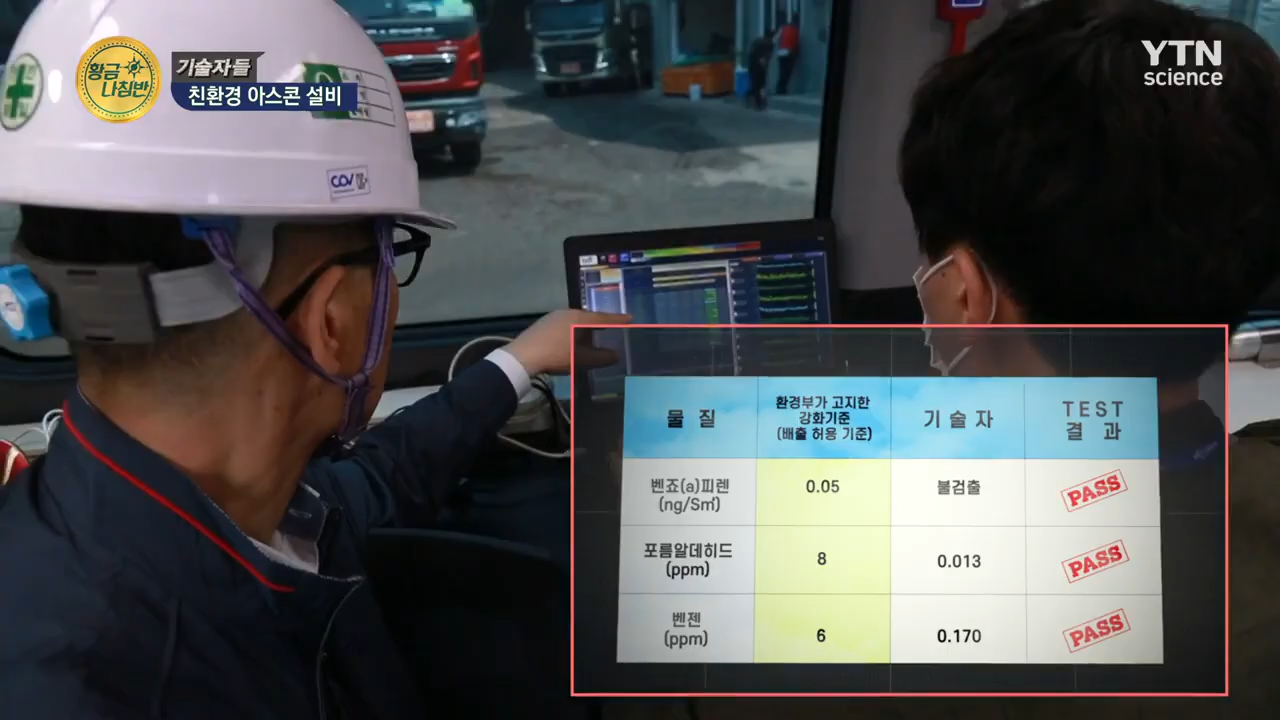 황금
나침반
기술자들
친환경 아스콘 설비
YTN
science
COV
물 질
환경부가 고지한
강화기준
(배출 허용 기준)
기 술 자
TEST
결 과
벤죠(a)피렌
(ng/S㎥)
0.05
불검출
PASS
포름알데히드
(ppm)
8
0.013
PASS
벤젠
(ppm)
6
0.170
PASS